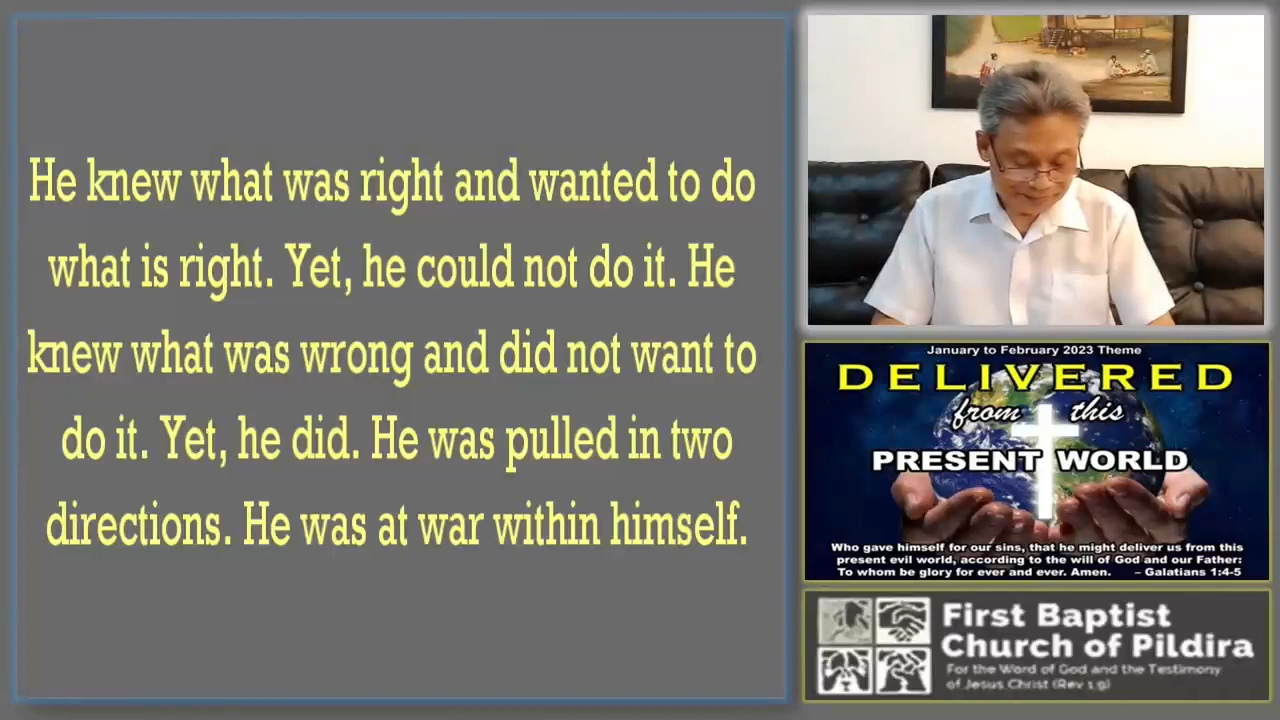 He knew what was right and wanted to do
what is right. Yet, he could not do it. He
knew what was wrong and did not want to
do it. Yet, he did. He was pulled in two
directions. He was at war within himself.
January to February 2023 Theme
DELIVERED
from this
PRESENT WORLD
Who gave himself for our sins, that he might deliver us from this
present evil world, according to the will of God and our Father:
To whom be glory for ever and ever. Amen. – Galatians 1:4-5
First Baptist
Church of Pildira
For the Word of God and the Testimony
of Jesus Christ (Rev 1:9)